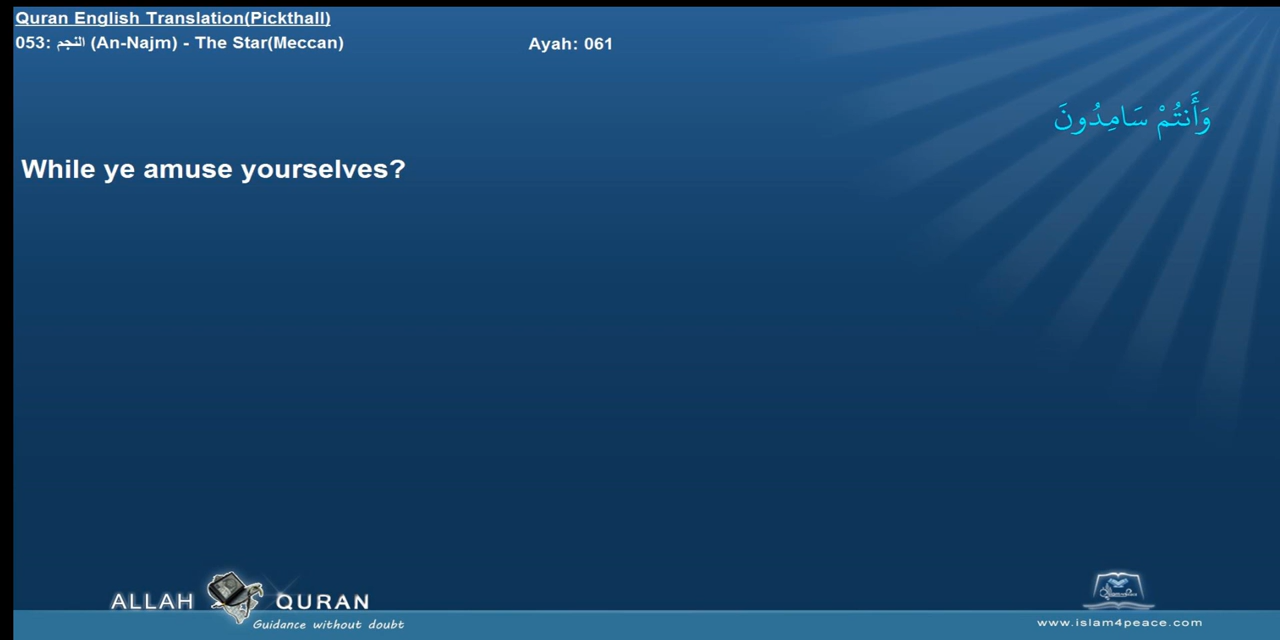 Quran English Translation(Pickthall)
053: النجم (An-Najm) - The Star(Meccan)
Ayah: 061
وَأَنتُمْ سَامِدُونَ
While ye amuse yourselves?
ALLAH QURAN
Guidance without doubt
www.islam4peace.com